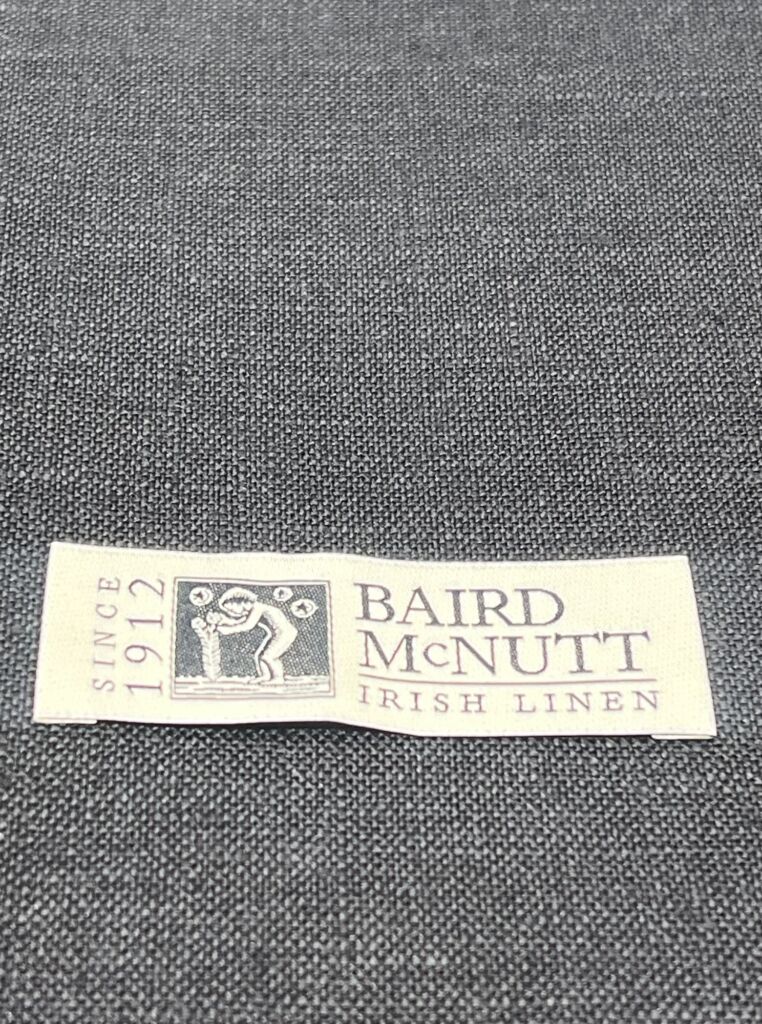 SINCE
1912
BAIRD
McNUTT
IRISH LINEN